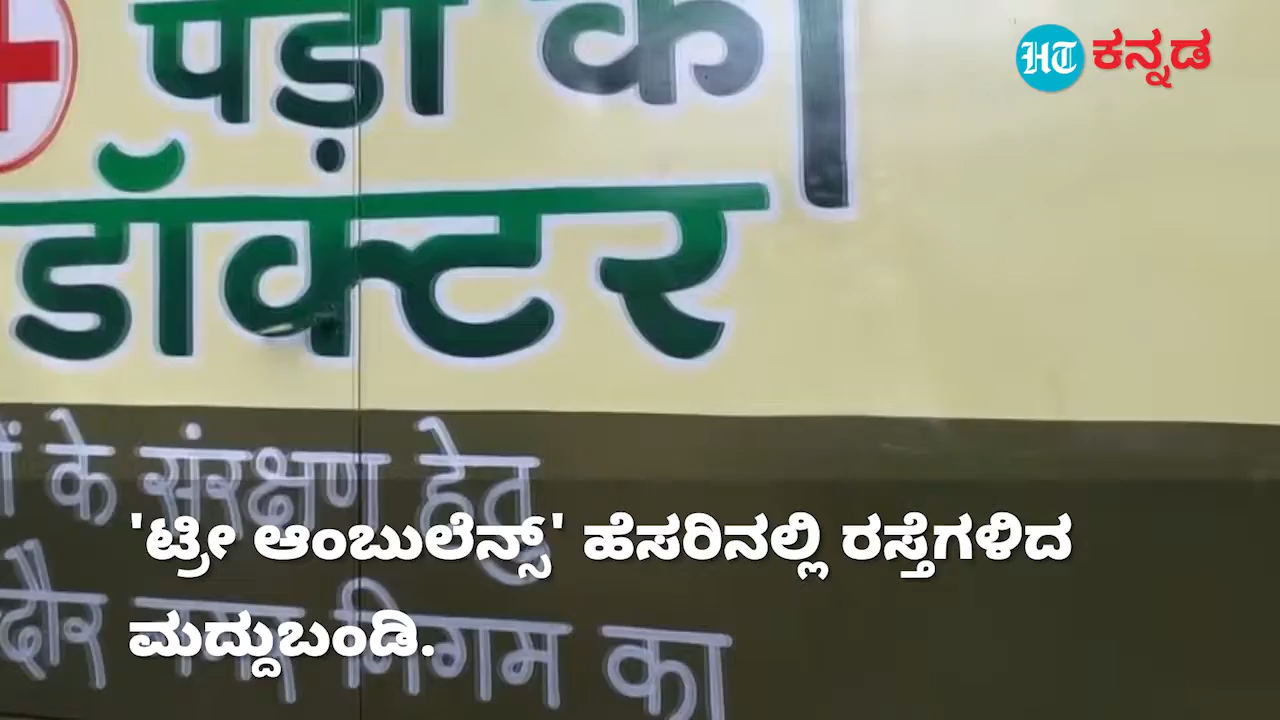 HT ಕನ್ನಡ
पेड़ों का
डॉक्टर
के संरक्षण हेतु
'ಟ್ರೀ ಆಂಬುಲೆನ್ಸ್' ಹೆಸರಿನಲ್ಲಿ ರಸ್ತೆಗಳಿದ
नगर निगम का
ಮದ್ದುಬಂಡಿ.